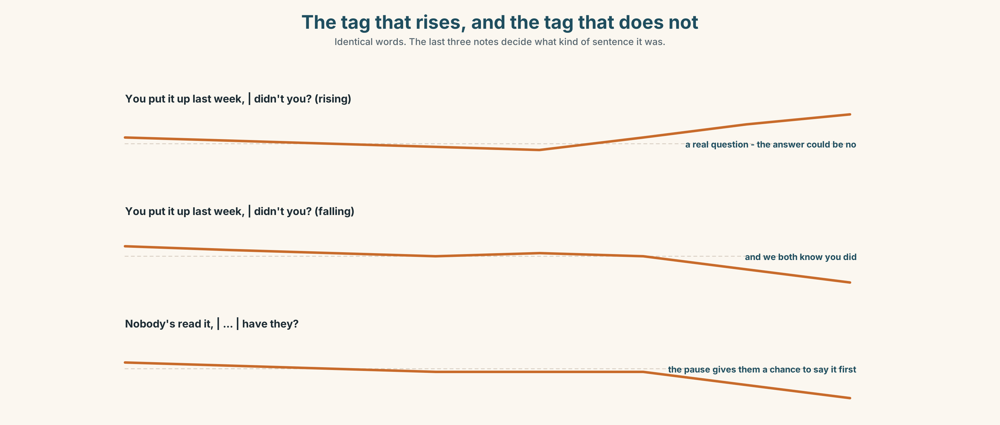 The tag that rises, and the tag that does not
Identical words. The last three notes decide what kind of sentence it was.
You put it up last week, | didn't you? (rising)
a real question - the answer could be no
You put it up last week, | didn't you? (falling)
and we both know you did
Nobody's read it, | ... | have they?
the pause gives them a chance to say it first